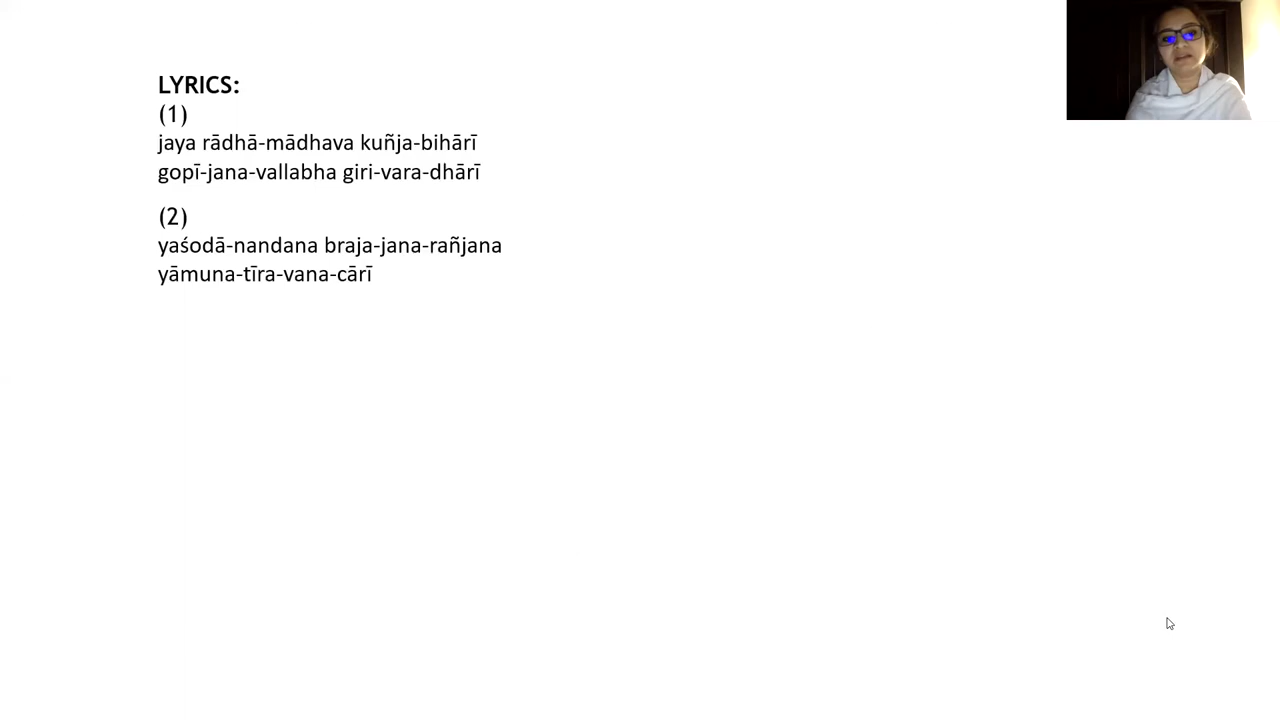 LYRICS:
(1)
jaya rādhā-mādhava kuñja-bihārī
gopī-jana-vallabha giri-vara-dhārī
(2)
yaśodā-nandana braja-jana-rañjana
yāmuna-tīra-vana-cārī